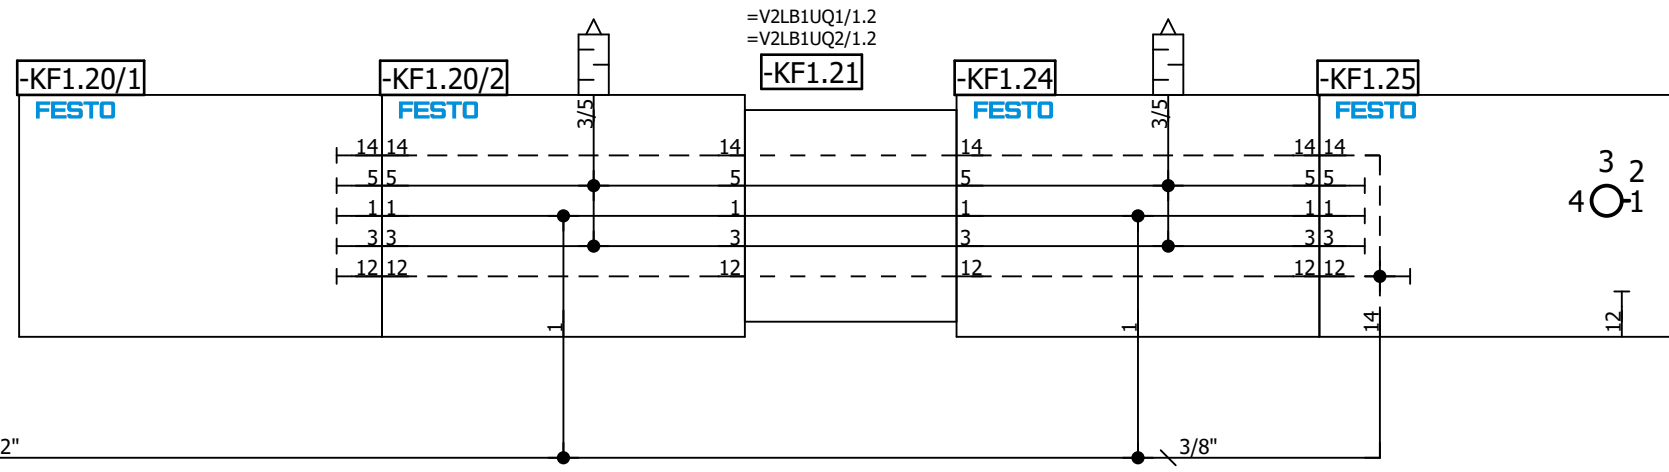 =V2LB1UQ1/1.2
=V2LB1UQ2/1.2
-KF1.20/1
-KF1.20/2
-KF1.21
-KF1.24
-KF1.25
FESTO
FESTO
FESTO
FESTO
3/5
3/5
14 14 14 14 14 14
5 5 5 5 5 5
1 1 1 1 1 1
3 3 3 3 3 3
12 12 12 12 12 12
3
2
4
1
1
1
14
12
2"
3/8"